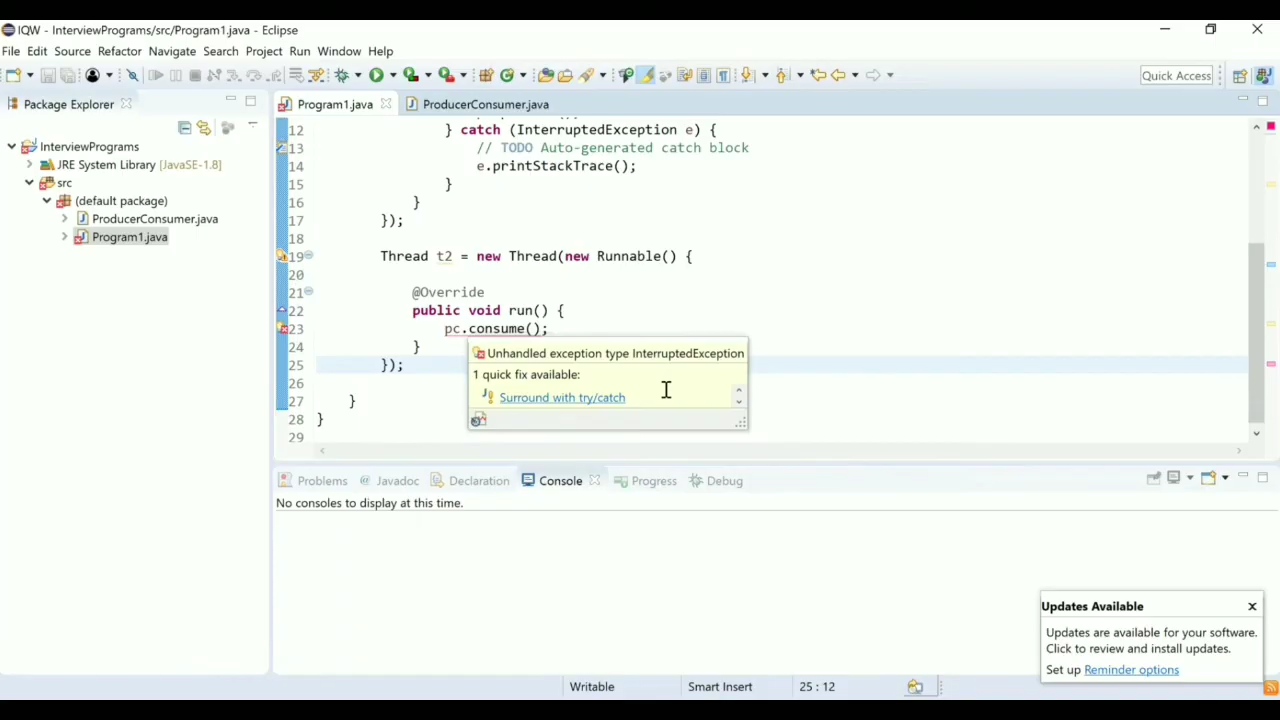 IQW - InterviewPrograms/src/Program1.java - Eclipse
File Edit Source Refactor Navigate Search Project Run Window Help
Quick Access
Package Explorer
Program1.java
ProducerConsumer.java
InterviewPrograms
JRE System Library [JavaSE-1.8]
src
(default package)
ProducerConsumer.java
Program1.java
12 } catch (InterruptedException e) {
13 // TODO Auto-generated catch block
14 e.printStackTrace();
15 }
16 }
17 });
18
19 Thread t2 = new Thread(new Runnable() {
20
21 @Override
22 public void run() {
23 pc.consume();
24 }
25 });
26
27 }
28 }
29
Unhandled exception type InterruptedException
1 quick fix available:
Surround with try/catch
Problems @ Javadoc Declaration Console Progress Debug
No consoles to display at this time.
Updates Available
Updates are available for your software.
Click to review and install updates.
Set up Reminder options
Writable Smart Insert 25 : 12